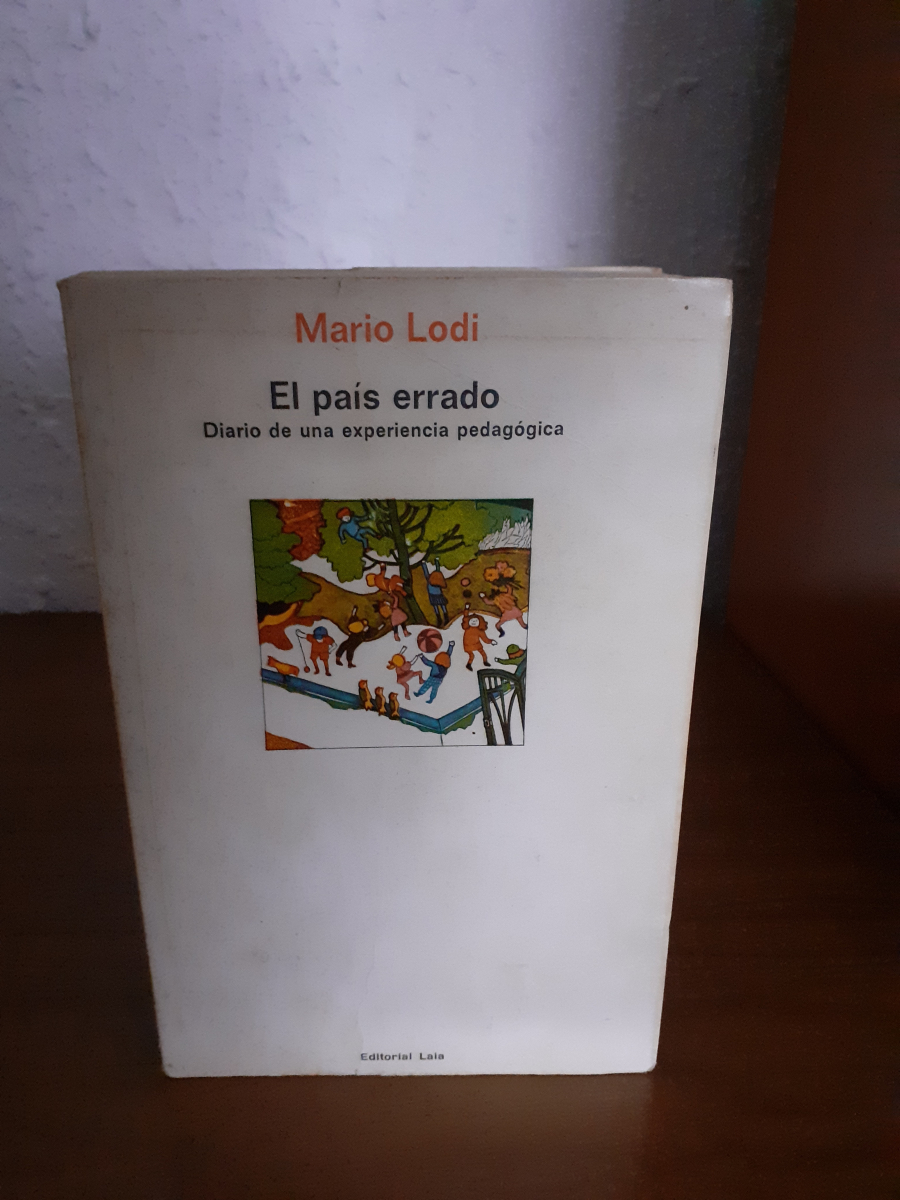 Mario Lodi
El país errado
Diario de una experiencia pedagógica
Editorial Laia